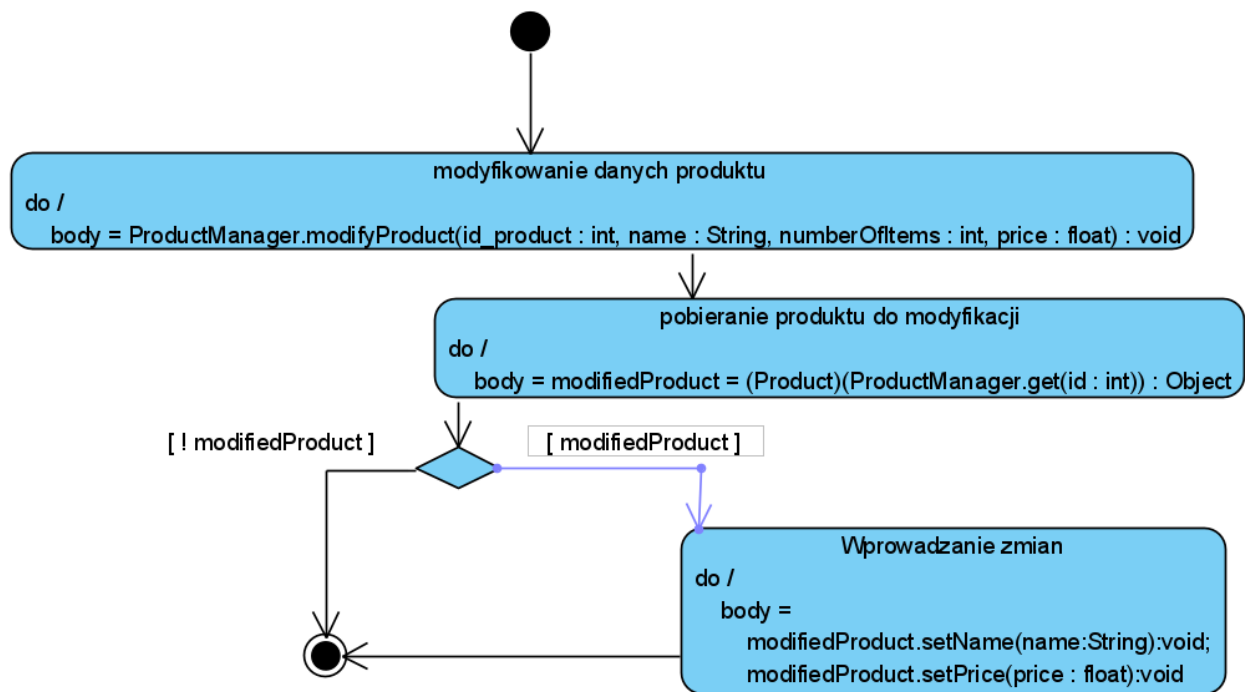 modyfikowanie danych produktu
do /
body = ProductManager.modifyProduct(id_product : int, name : String, numberOfItems : int, price : float) : void
pobieranie produktu do modyfikacji
do /
body = modifiedProduct = (Product)(ProductManager.get(id : int)) : Object
[ ! modifiedProduct ]
[ modifiedProduct ]
Wprowadzanie zmian
do /
body =
modifiedProduct.setName(name:String):void;
modifiedProduct.setPrice(price : float):void